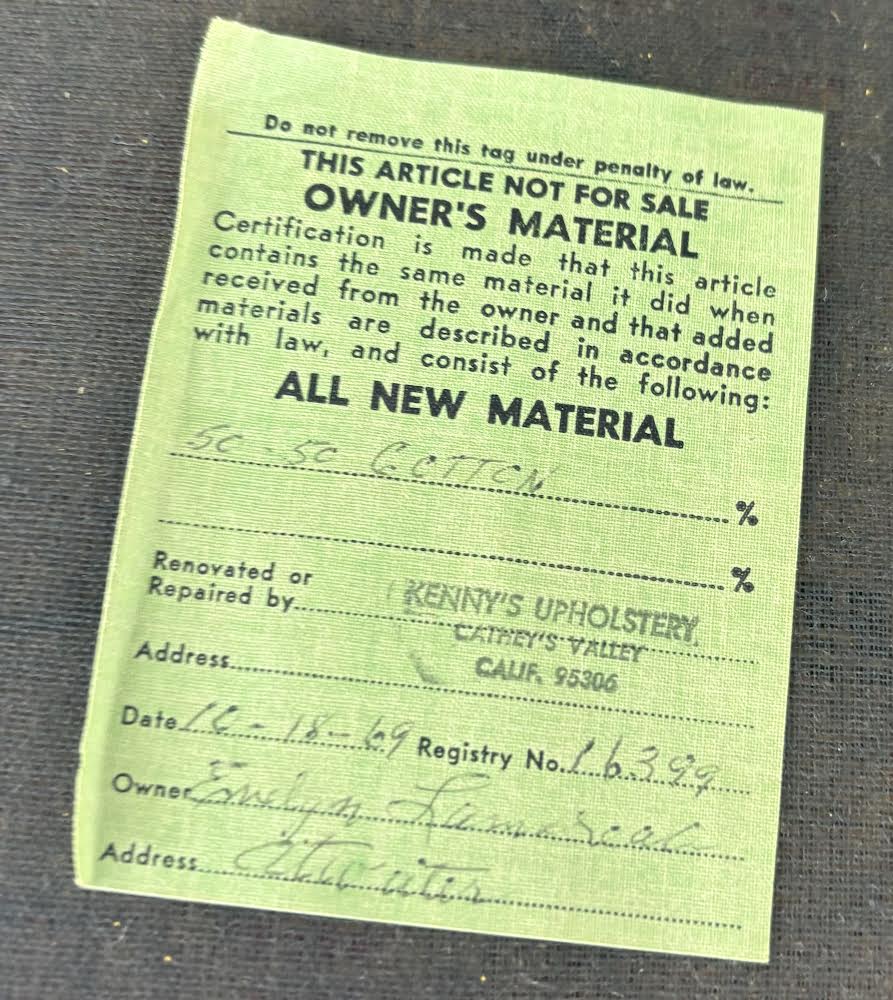 Do not remove this tag under penalty of law.
THIS ARTICLE NOT FOR SALE
OWNER'S MATERIAL
Certification is made that this article
contains the same material it did when
received from the owner and that added
materials are described in accordance
with law, and consist of the following:
ALL NEW MATERIAL
50-50 COTTON %
%
Renovated or
Repaired by KENNY'S UPHOLSTERY
CATHEY'S VALLEY
Address CALIF. 95306
Date 10-18-69 Registry No. 16399
Owner Evelyn
Address Atwater